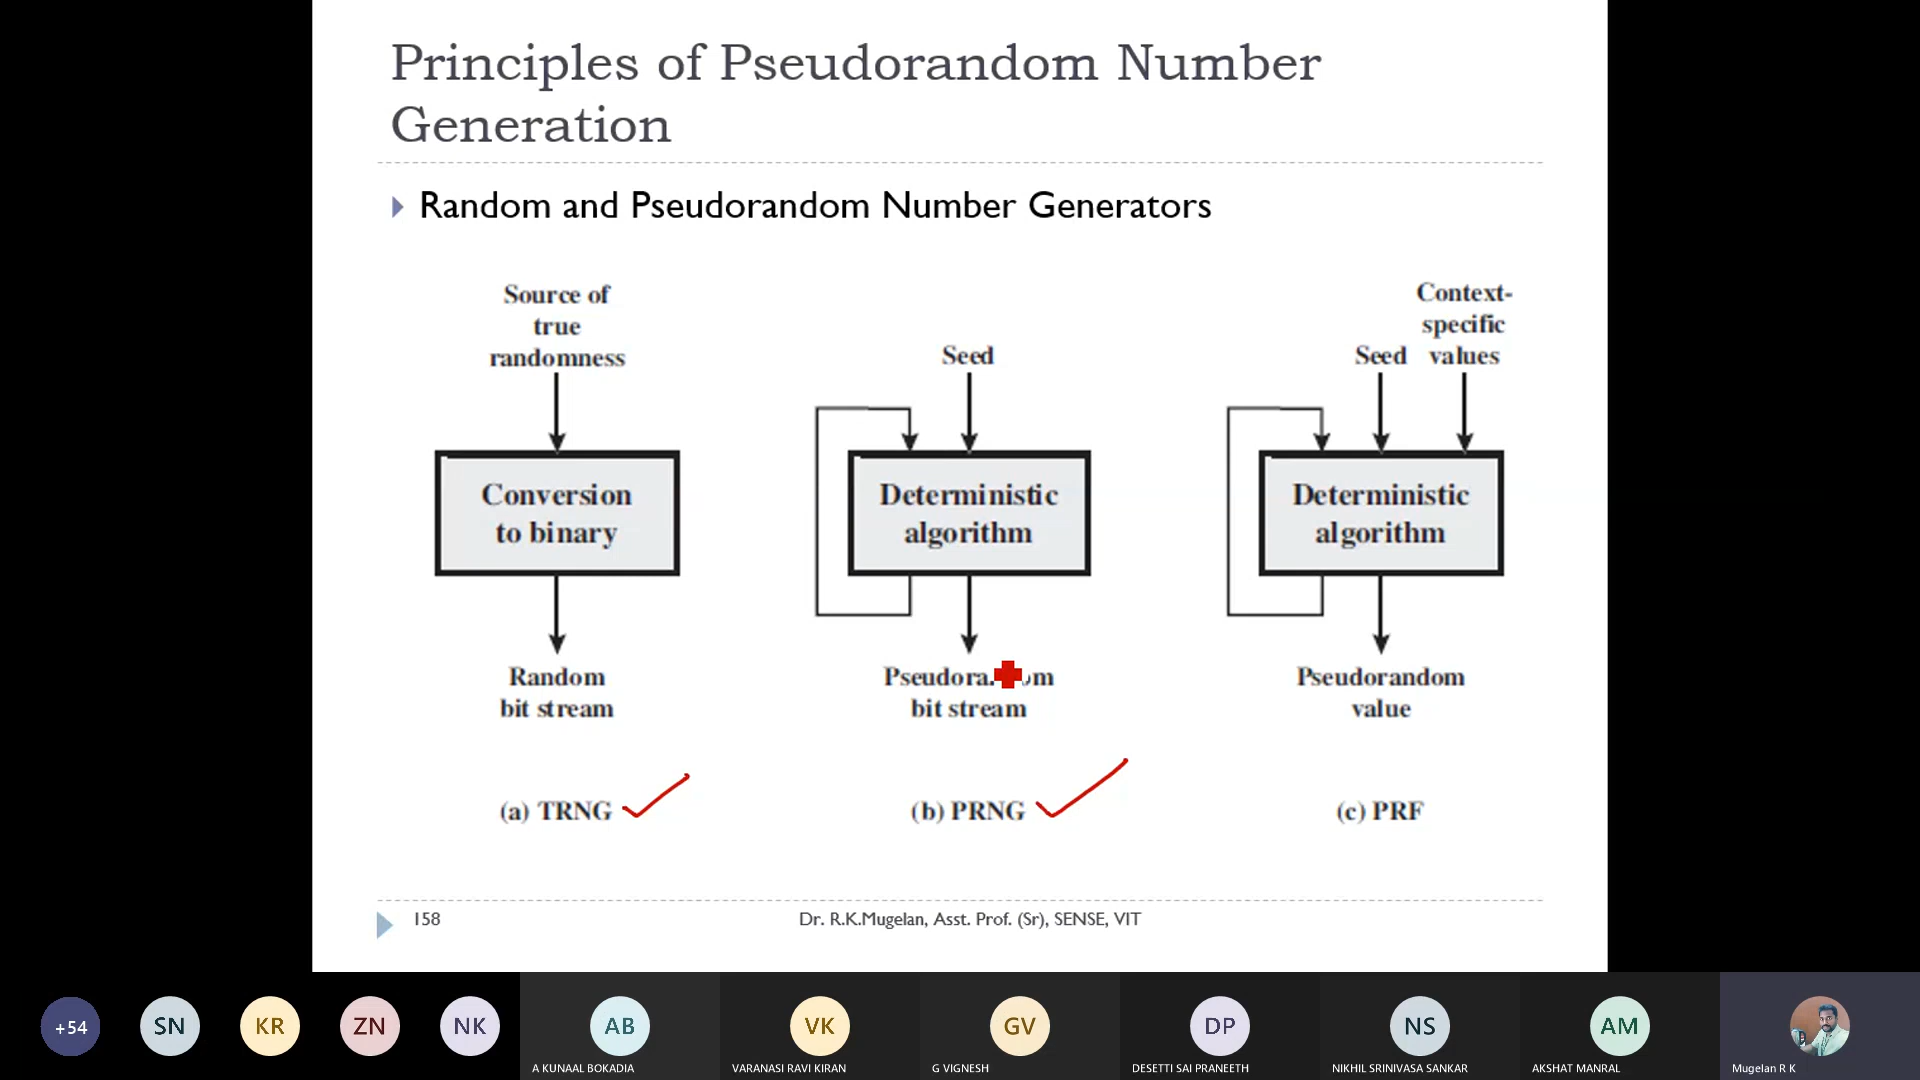 Principles of Pseudorandom Number
Generation
Random and Pseudorandom Number Generators
Source of
true
randomness
Conversion
to binary
Random
bit stream
(a) TRNG
Seed
Deterministic
algorithm
bit stream
(b) PRNG
Context-
specific
Seed values
Deterministic
algorithm
Pseudorandom
value
(c) PRF
158
Dr. R.K.Mugelan, Asst. Prof. (Sr), SENSE, VIT
+54
SN
KR
ZN
NK
AB
VK
GV
DP
NS
AM
A KUNAAL BOKADIA
VARANASI RAVI KIRAN
G VIGNESH
DESETTI SAI PRANEETH
NIKHIL SRINIVASA SANKAR
AKSHAT MANRAL
Mugelan R K